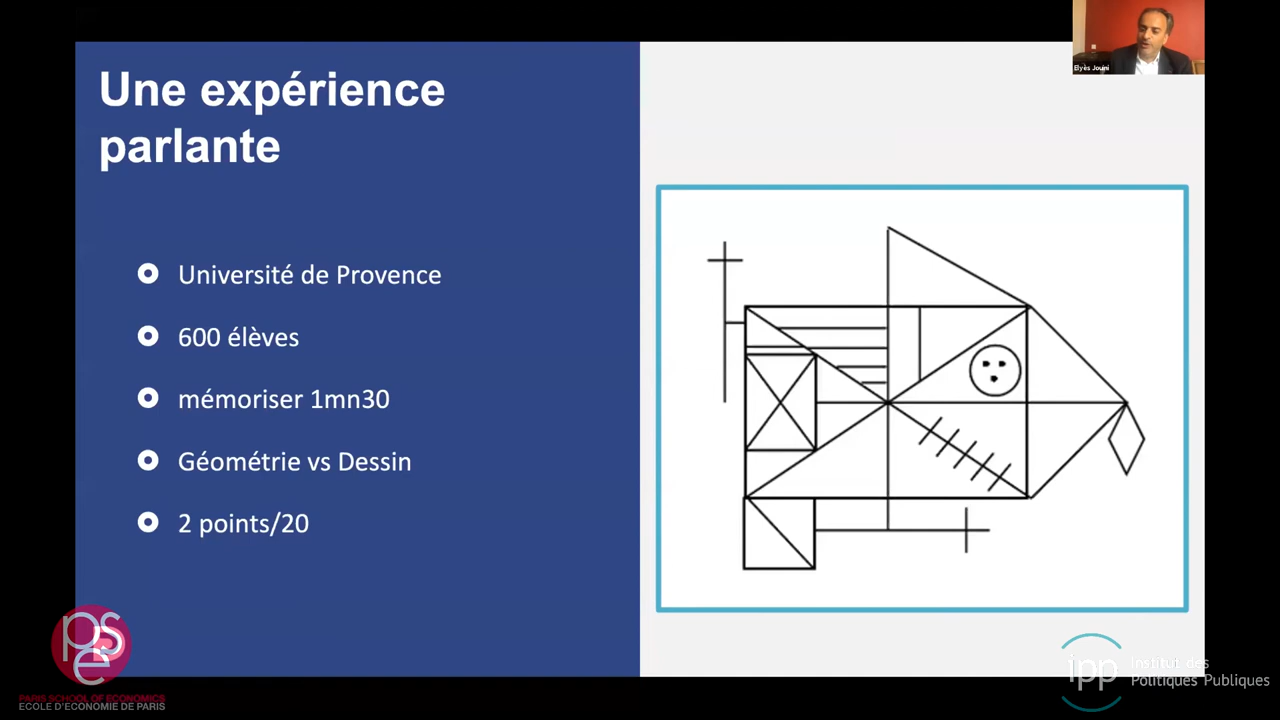 Elyès Jouini
Une expérience
parlante
Université de Provence
600 élèves
mémoriser 1mn30
Géométrie vs Dessin
2 points/20
pse
PARIS SCHOOL OF ECONOMICS
ECOLE D'ECONOMIE DE PARIS
ipp
Institut des
Politiques Publiques